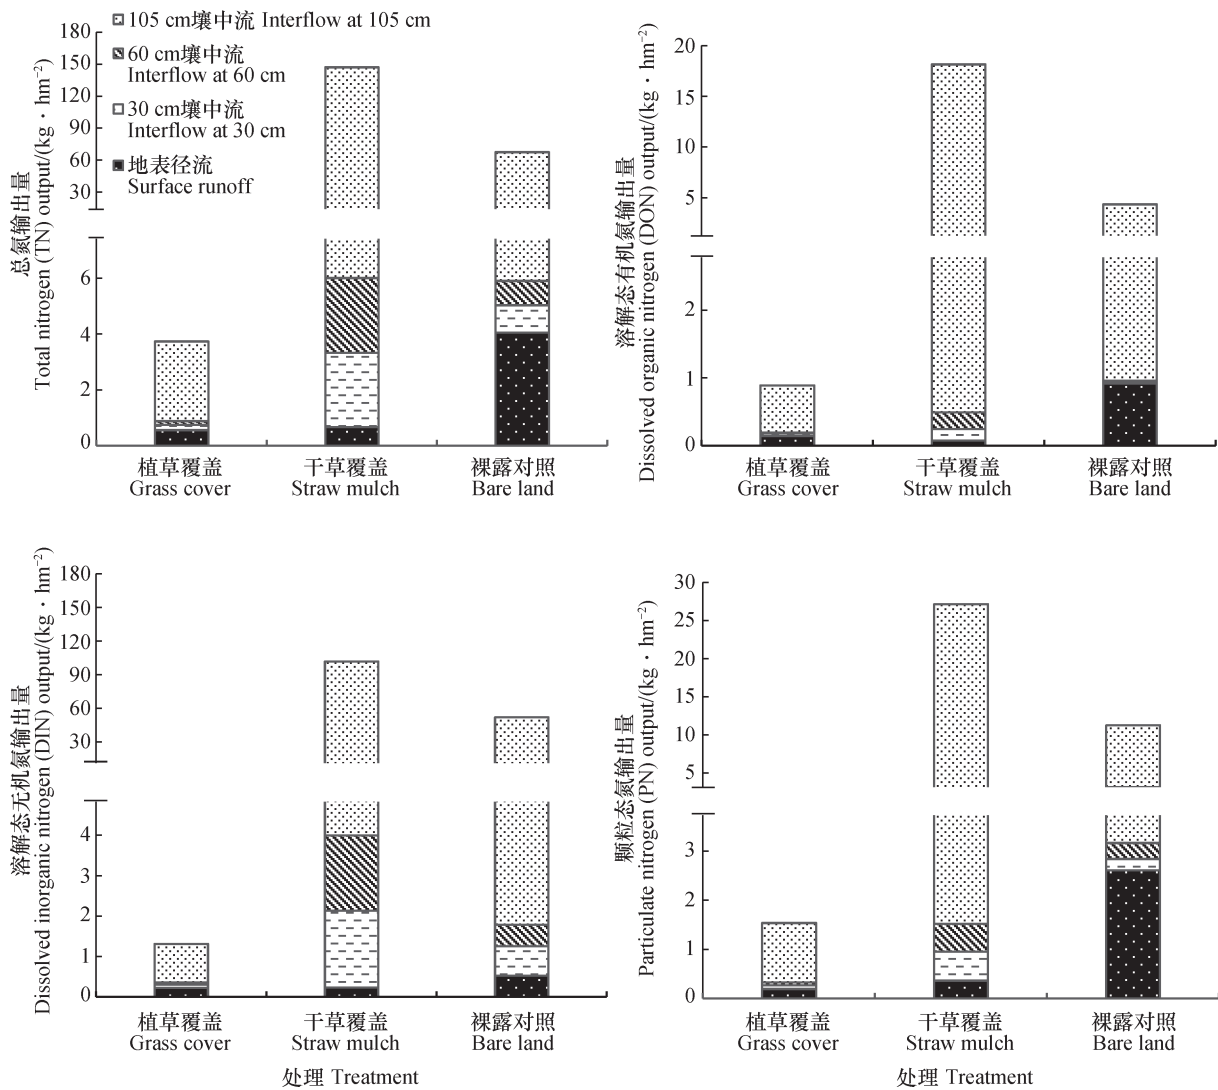 105 cm壤中流 Interflow at 105 cm
60 cm壤中流
Interflow at 60 cm
30 cm壤中流
Interflow at 30 cm
地表径流
Surface runoff
总氮输出量
Total nitrogen (TN) output/(kg·hm⁻²)
180
150
120
90
60
30
6
4
2
0
植草覆盖
Grass cover
干草覆盖
Straw mulch
裸露对照
Bare land
溶解态有机氮输出量
Dissolved organic nitrogen (DON) output/(kg·hm⁻²)
20
15
10
5
2
1
0
植草覆盖
Grass cover
干草覆盖
Straw mulch
裸露对照
Bare land
溶解态无机氮输出量
Dissolved inorganic nitrogen (DIN) output/(kg·hm⁻²)
180
150
120
90
60
30
4
3
2
1
0
植草覆盖
Grass cover
干草覆盖
Straw mulch
裸露对照
Bare land
处理 Treatment
颗粒态氮输出量
Particulate nitrogen (PN) output/(kg·hm⁻²)
30
25
20
15
10
5
3
2
1
0
植草覆盖
Grass cover
干草覆盖
Straw mulch
裸露对照
Bare land
处理 Treatment